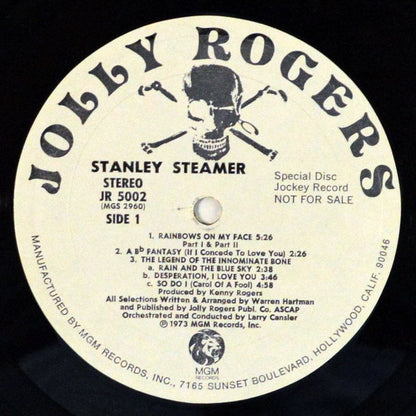 JOLLY ROGERS
STANLEY STEAMER
STEREO
JR 5002
(MGS 2960)
SIDE 1
Special Disc
Jockey Record
NOT FOR SALE
1. RAINBOWS ON MY FACE 5:26
Part I & Part II
2. A Bb FANTASY (If I Concede To Love You) 2:26
3. THE LEGEND OF THE INNOMINATE BONE
a. RAIN AND THE BLUE SKY 2:38
b. DESPERATION, I LOVE YOU 3:46
c. SO DO I (Carol Of A Fool) 4:58
Produced by Kenny Rogers
All Selections Written & Arranged by Warren Hartman
and Published by Jolly Rogers Publ. Co. ASCAP
Orchestrated and Conducted by Larry Cansler
℗ 1973 MGM Records, Inc.
MGM
RECORDS
MANUFACTURED BY MGM RECORDS, INC., 7165 SUNSET BOULEVARD, HOLLYWOOD, CALIF. 90046